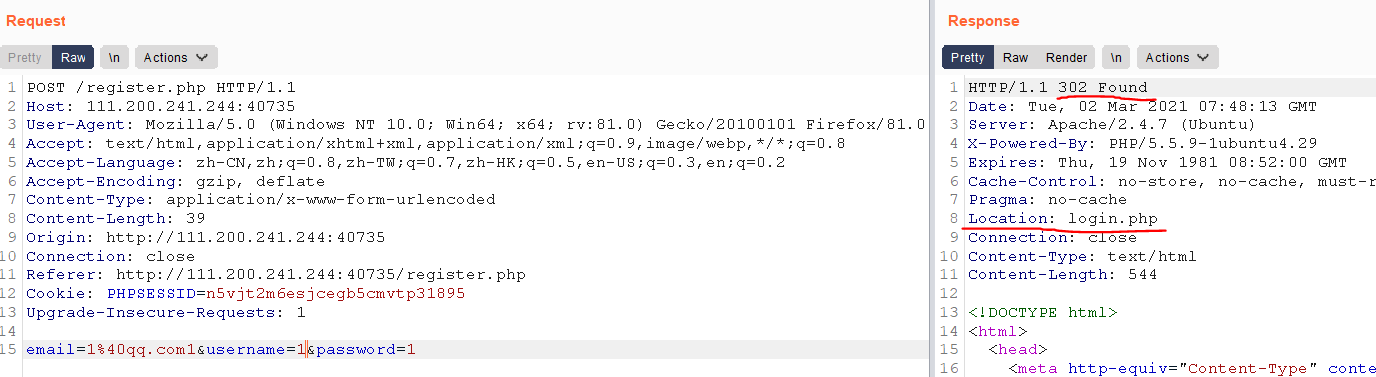 Request
Pretty Raw \n Actions
1 POST /register.php HTTP/1.1
2 Host: 111.200.241.244:40735
3 User-Agent: Mozilla/5.0 (Windows NT 10.0; Win64; x64; rv:81.0) Gecko/20100101 Firefox/81.0
4 Accept: text/html,application/xhtml+xml,application/xml;q=0.9,image/webp,*/*;q=0.8
5 Accept-Language: zh-CN,zh;q=0.8,zh-TW;q=0.7,zh-HK;q=0.5,en-US;q=0.3,en;q=0.2
6 Accept-Encoding: gzip, deflate
7 Content-Type: application/x-www-form-urlencoded
8 Content-Length: 39
9 Origin: http://111.200.241.244:40735
10 Connection: close
11 Referer: http://111.200.241.244:40735/register.php
12 Cookie: PHPSESSID=n5vjt2m6esjcegb5cmvtp31895
13 Upgrade-Insecure-Requests: 1
14
15 email=1%40qq.com1&username=1&password=1
Response
Pretty Raw Render \n Actions
1 HTTP/1.1 302 Found
2 Date: Tue, 02 Mar 2021 07:48:13 GMT
3 Server: Apache/2.4.7 (Ubuntu)
4 X-Powered-By: PHP/5.5.9-1ubuntu4.29
5 Expires: Thu, 19 Nov 1981 08:52:00 GMT
6 Cache-Control: no-store, no-cache, must-r
7 Pragma: no-cache
8 Location: login.php
9 Connection: close
10 Content-Type: text/html
11 Content-Length: 544
12
13 <!DOCTYPE html>
14 <html>
15 <head>
16 <meta http-equiv="Content-Type" conte